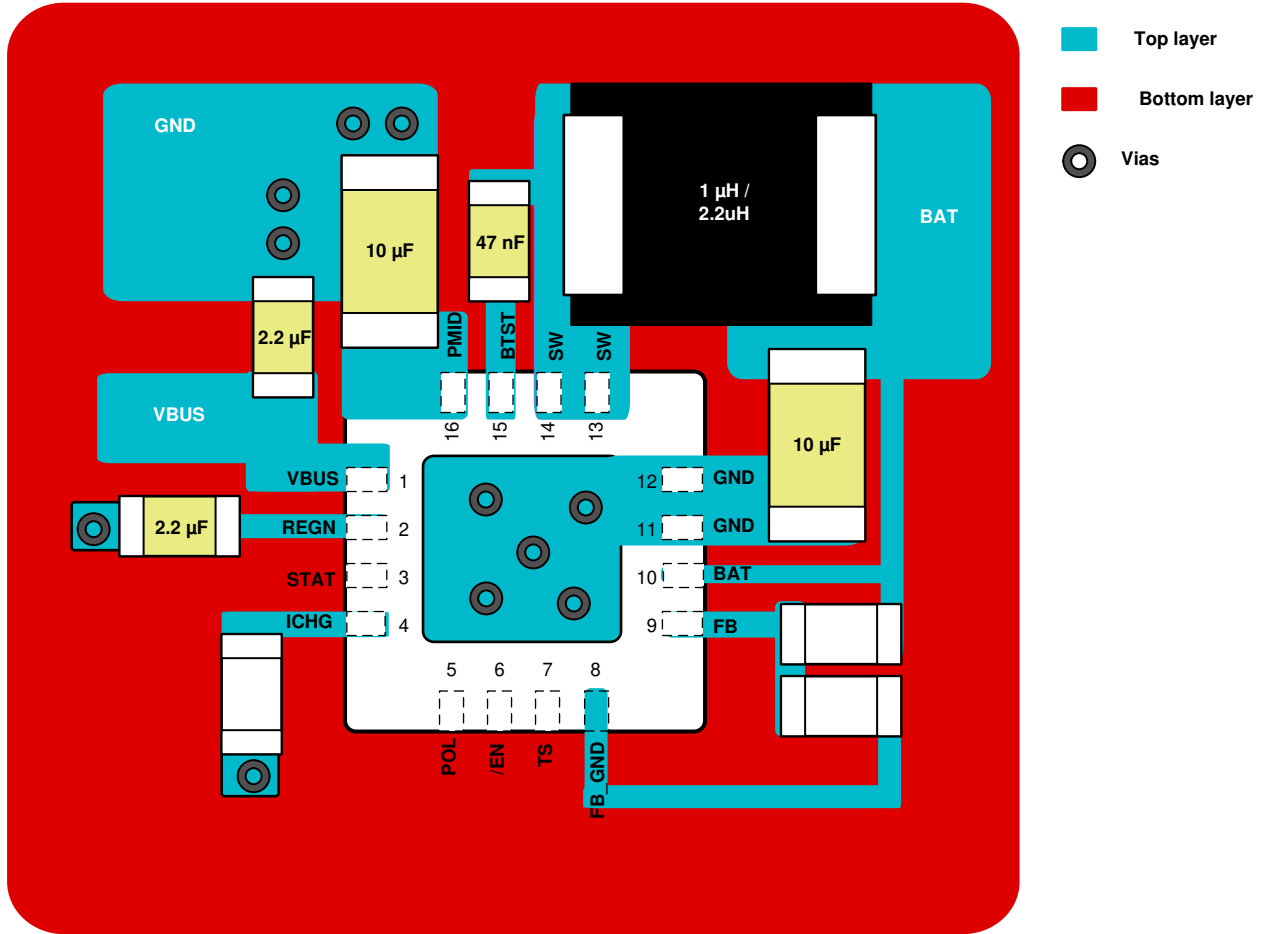 Top layer
Bottom layer
Vias
GND
10 µF
47 nF
1 µH /
2.2uH
BAT
2.2 µF
PMID
BTST
SW
SW
VBUS
16
15
14
13
10 µF
VBUS
1
12
GND
2.2 µF
REGN
2
11
GND
STAT
3
10
BAT
ICHG
4
9
FB
5
6
7
8
POL
/EN
TS
FB_GND